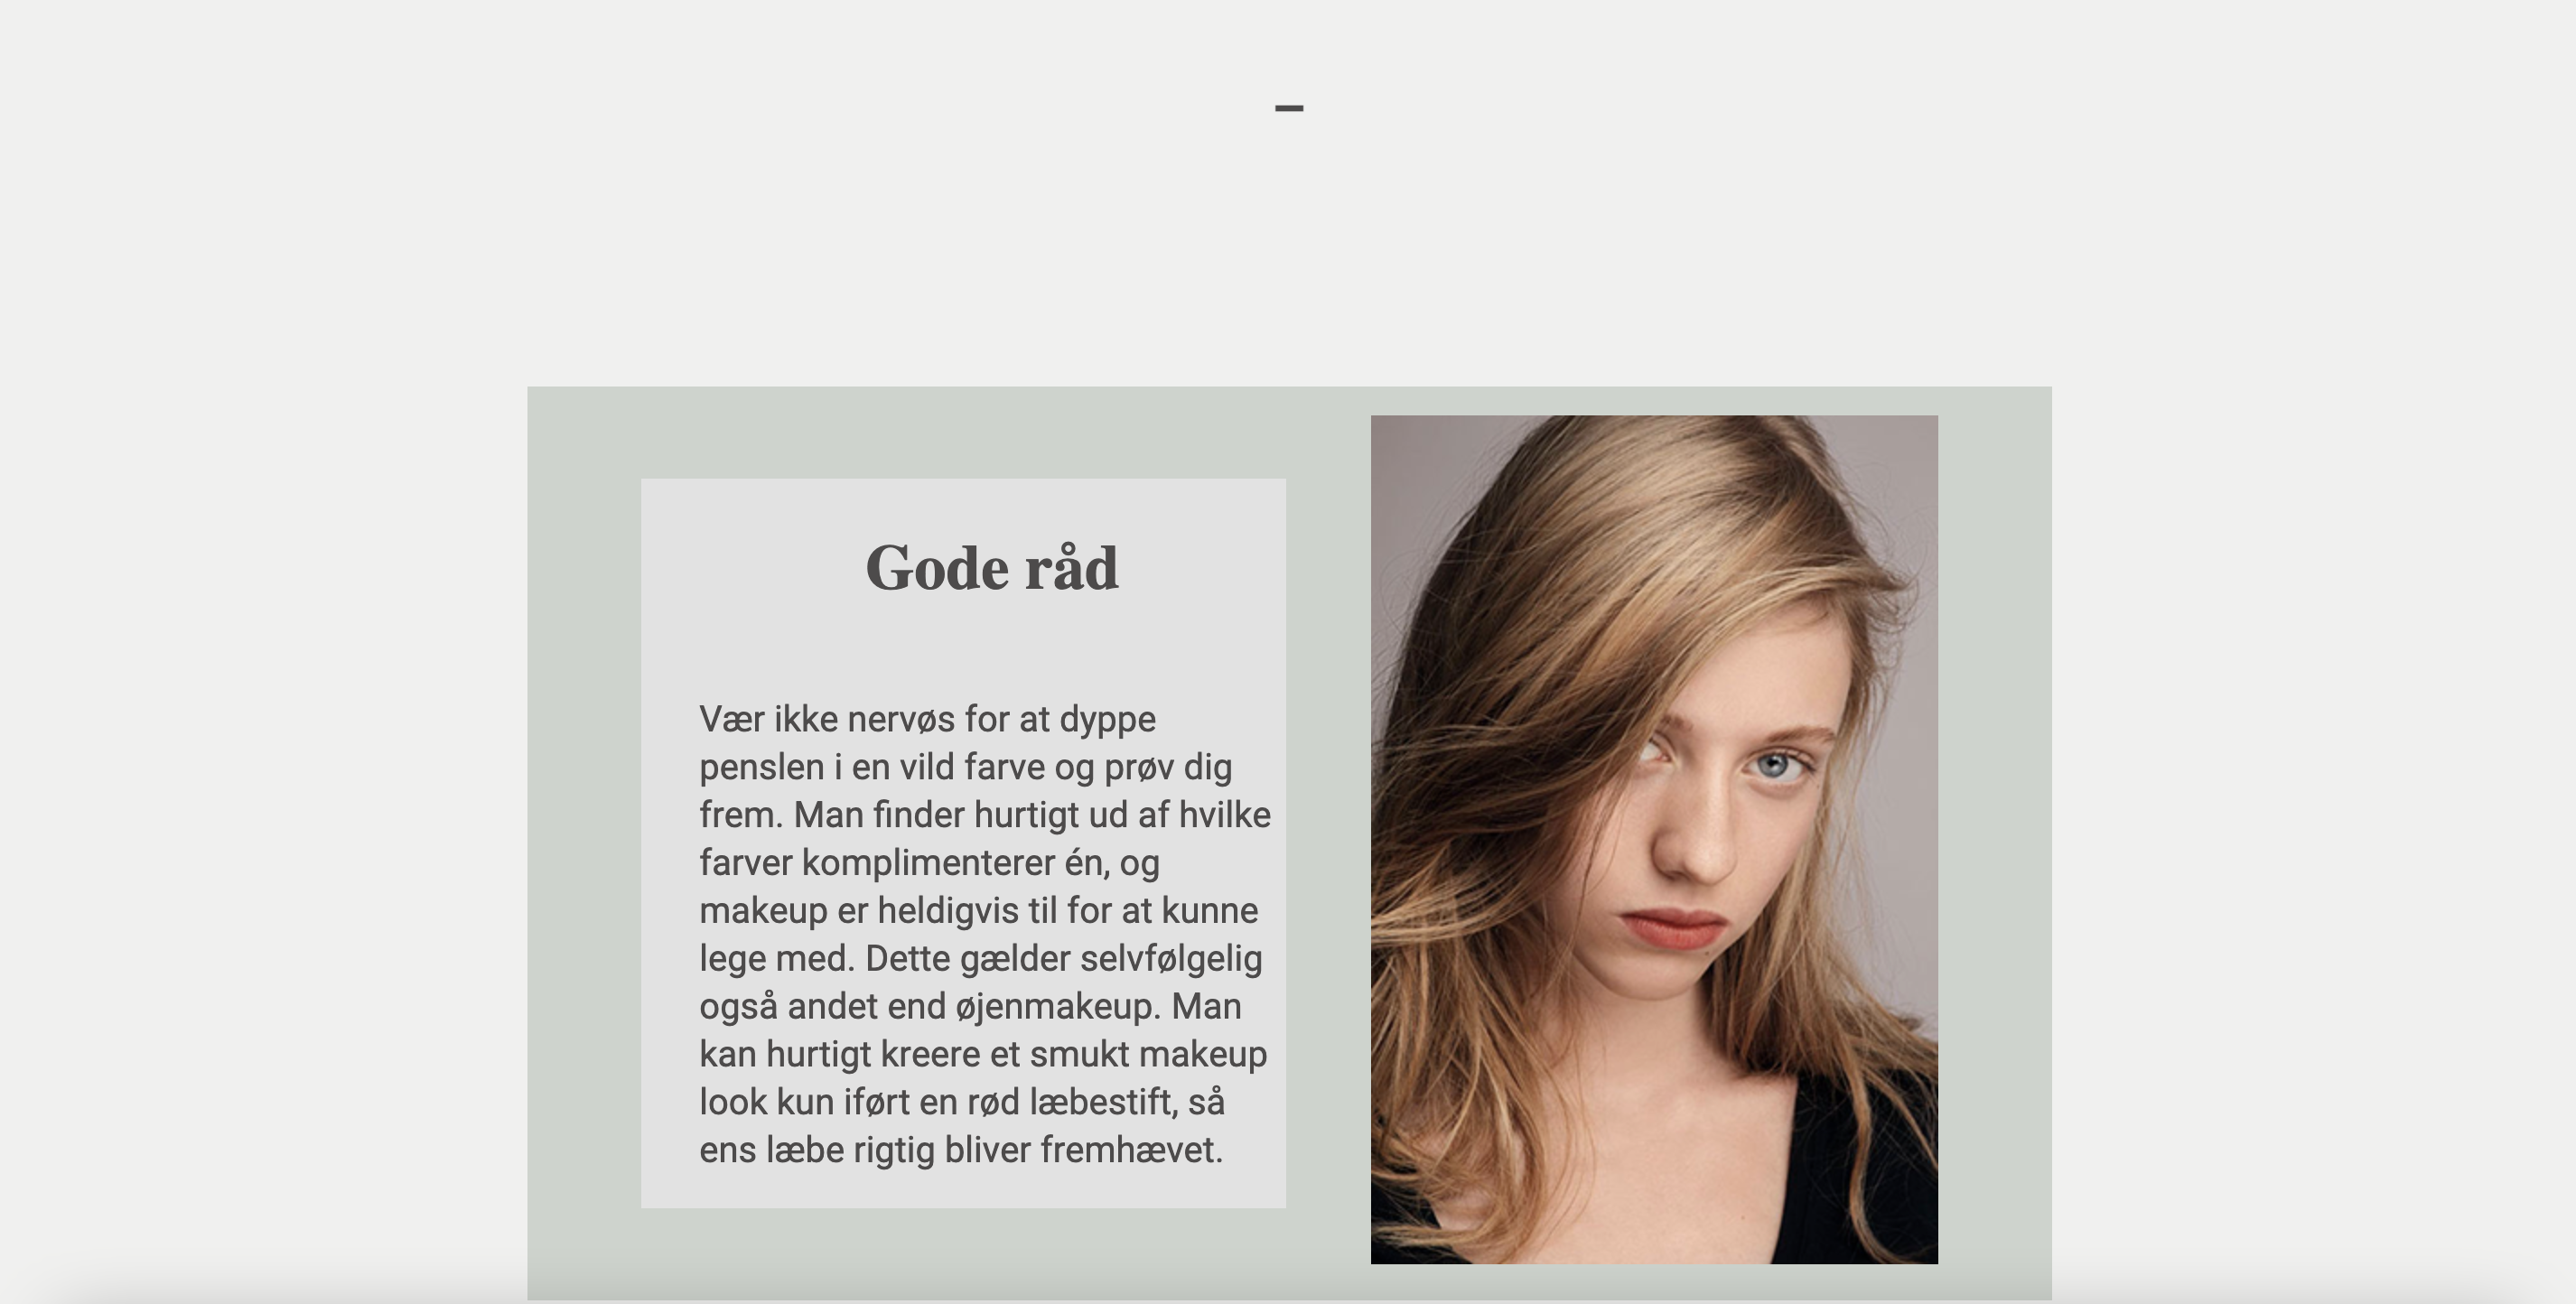 –
Gode råd
Vær ikke nervøs for at dyppe
penslen i en vild farve og prøv dig
frem. Man finder hurtigt ud af hvilke
farver komplimenterer én, og
makeup er heldigvis til for at kunne
lege med. Dette gælder selvfølgelig
også andet end øjenmakeup. Man
kan hurtigt kreere et smukt makeup
look kun iført en rød læbestift, så
ens læbe rigtig bliver fremhævet.